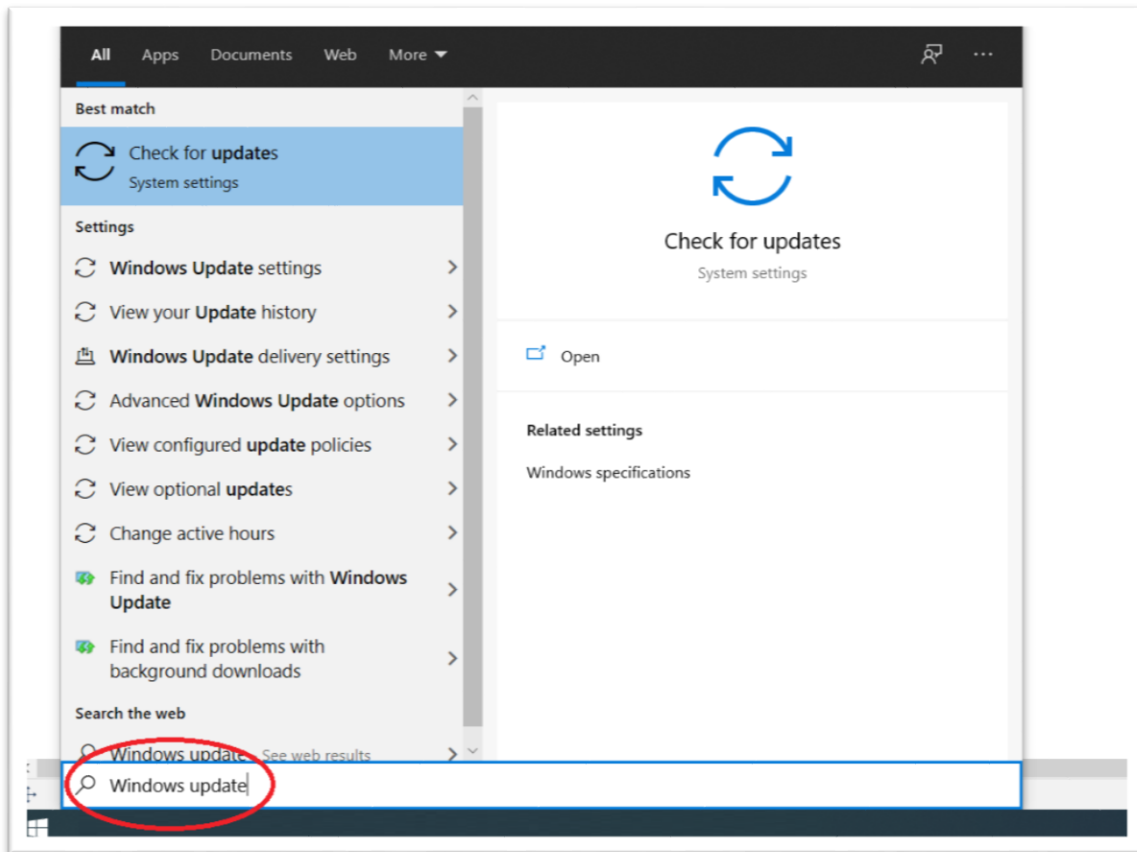 All Apps Documents Web More
Best match
Check for updates
System settings
Settings
Windows Update settings
View your Update history
Windows Update delivery settings
Advanced Windows Update options
View configured update policies
View optional updates
Change active hours
Find and fix problems with Windows
Update
Find and fix problems with
background downloads
Search the web
Windows update - See web results
Windows update
Check for updates
System settings
Open
Related settings
Windows specifications